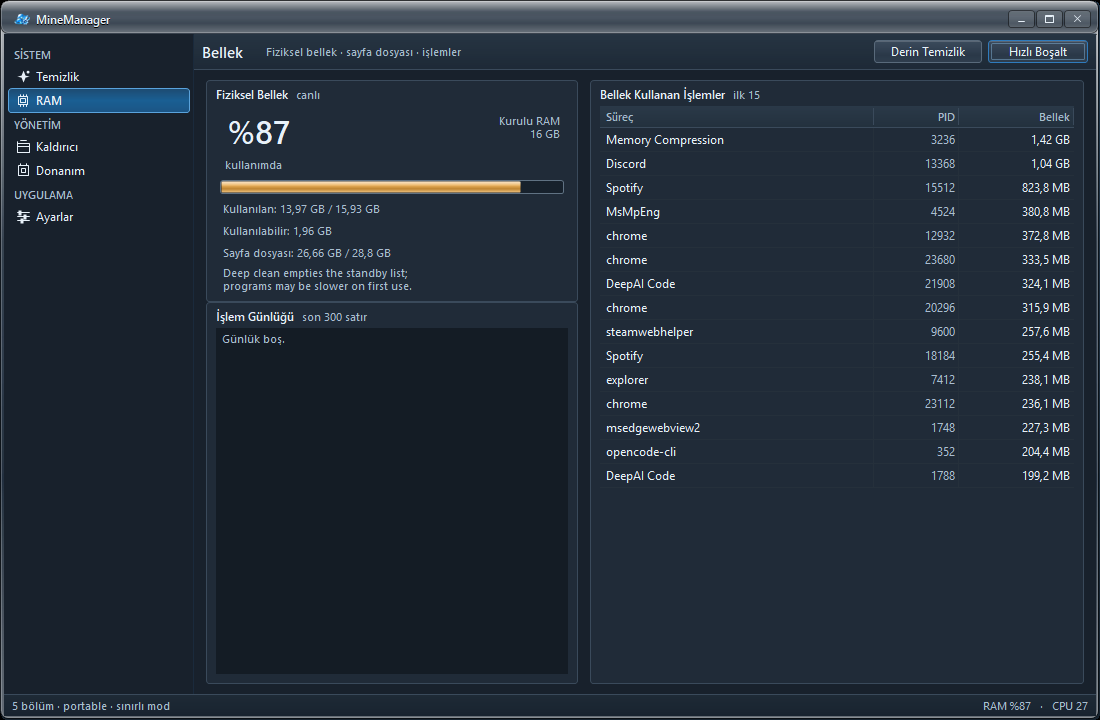 MineManager
SİSTEM
Temizlik
RAM
YÖNETİM
Kaldırıcı
Donanım
UYGULAMA
Ayarlar
Bellek Fiziksel bellek · sayfa dosyası · işlemler
Derin Temizlik
Hızlı Boşalt
Fiziksel Bellek canlı
%87
kullanımda
Kurulu RAM
16 GB
Kullanılan: 13,97 GB / 15,93 GB
Kullanılabilir: 1,96 GB
Sayfa dosyası: 26,66 GB / 28,8 GB
Deep clean empties the standby list;
programs may be slower on first use.
İşlem Günlüğü son 300 satır
Günlük boş.
Bellek Kullanan İşlemler ilk 15
Süreç PID Bellek
Memory Compression 3236 1,42 GB
Discord 13368 1,04 GB
Spotify 15512 823,8 MB
MsMpEng 4524 380,8 MB
chrome 12932 372,8 MB
chrome 23680 333,5 MB
DeepAI Code 21908 324,1 MB
chrome 20296 315,9 MB
steamwebhelper 9600 257,6 MB
Spotify 18184 255,4 MB
explorer 7412 238,1 MB
chrome 23112 236,1 MB
msedgewebview2 1748 227,3 MB
opencode-cli 352 204,4 MB
DeepAI Code 1788 199,2 MB
5 bölüm · portable · sınırlı mod
RAM %87 · CPU 27